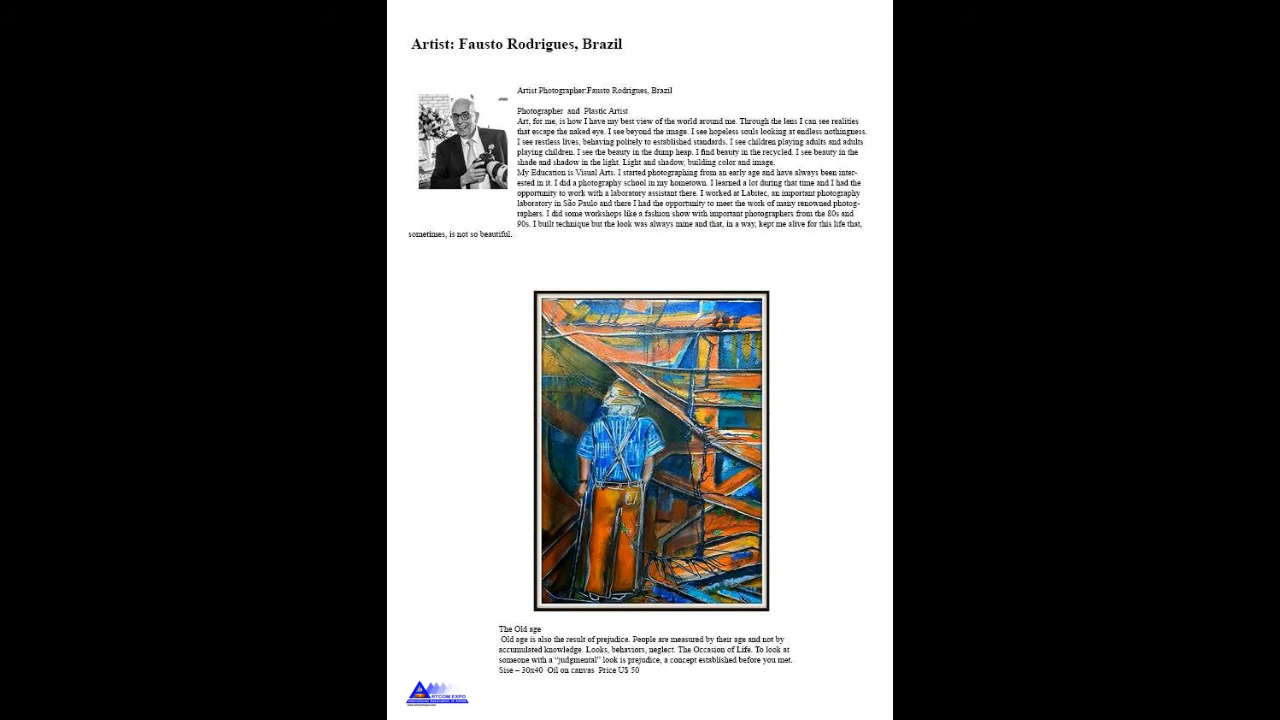 Artist: Fausto Rodrigues, Brazil
Artist Photographer:Fausto Rodrigues, Brazil
Photographer and Plastic Artist
Art, for me, is how I have my best view of the world around me. Through the lens I can see realities
that escape the naked eye. I see beyond the image. I see hopeless souls looking at endless nothingness.
I see restless lives, behaving politely to established standards. I see children playing adults and adults
playing children. I see the beauty in the dump heap. I find beauty in the recycled. I see beauty in the
shade and shadow in the light. Light and shadow, building color and image.
My Education is Visual Arts. I started photographing from an early age and have always been inter-
ested in it. I did a photography school in my hometown. I learned a lot during that time and I had the
opportunity to work with a laboratory assistant there. I worked at Labitec, an important photography
laboratory in São Paulo and there I had the opportunity to meet the work of many renowned photog-
raphers. I did some workshops like a fashion show with important photographers from the 80s and
90s. I built technique but the look was always mine and that, in a way, kept me alive for this life that,
sometimes, is not so beautiful.
The Old age
Old age is also the result of prejudice. People are measured by their age and not by
accumulated knowledge. Looks, behaviors, neglect. The Occasion of Life. To look at
someone with a “judgmental” look is prejudice, a concept established before you met.
Sise – 30x40 Oil on canvas Price U$ 50
ARTCOM EXPO